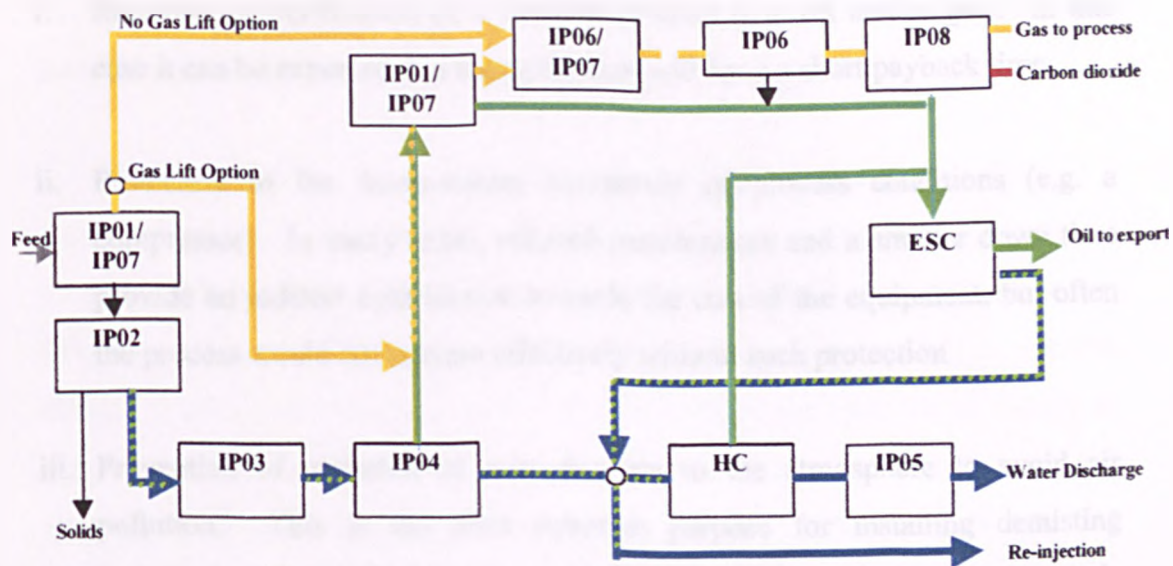 No Gas Lift Option
IP06/
IP07
IP06
IP08
Gas to process
Carbon dioxide
IP01/
IP07
Gas Lift Option
Feed
IP01/
IP07
ESC
Oil to export
IP02
IP03
IP04
HC
IP05
Water Discharge
Solids
Re-injection